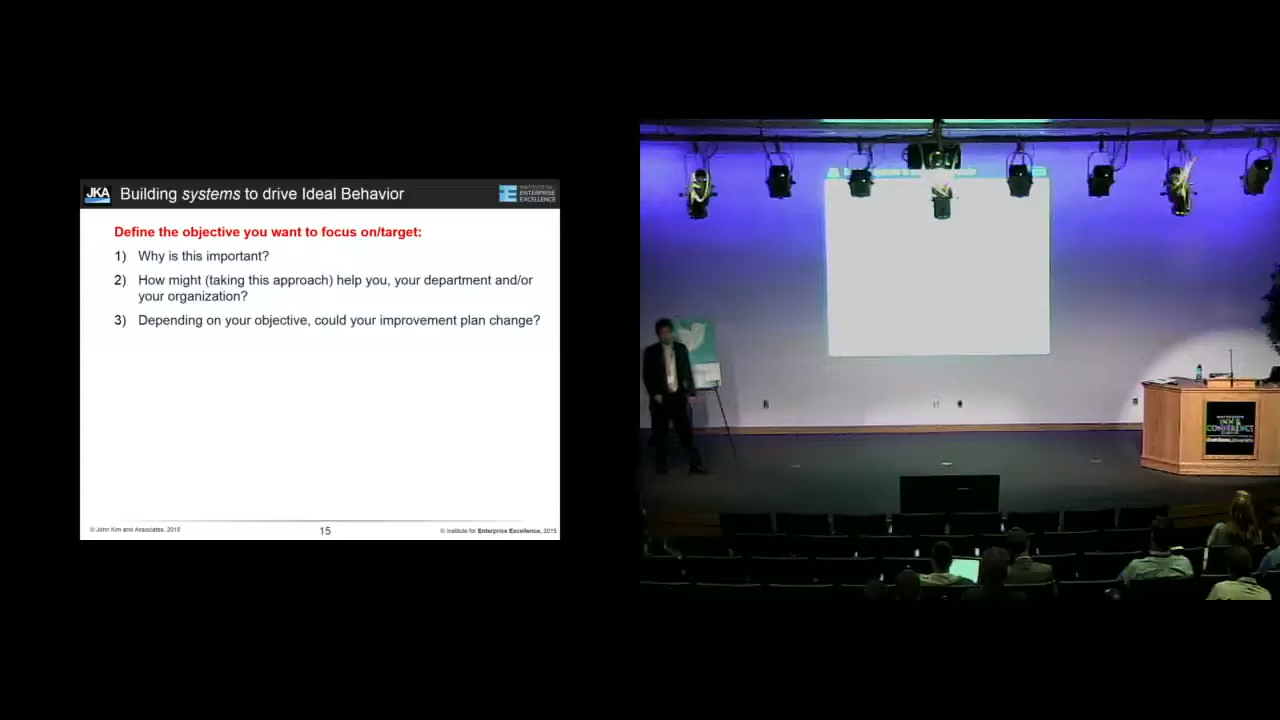 JKA
Building systems to drive Ideal Behavior
INSTITUTE for
ENTERPRISE
EXCELLENCE
Define the objective you want to focus on/target:
1) Why is this important?
2) How might (taking this approach) help you, your department and/or
your organization?
3) Depending on your objective, could your improvement plan change?
© John Kim and Associates, 2015
15
© Institute for Enterprise Excellence, 2015
CONFERENCE